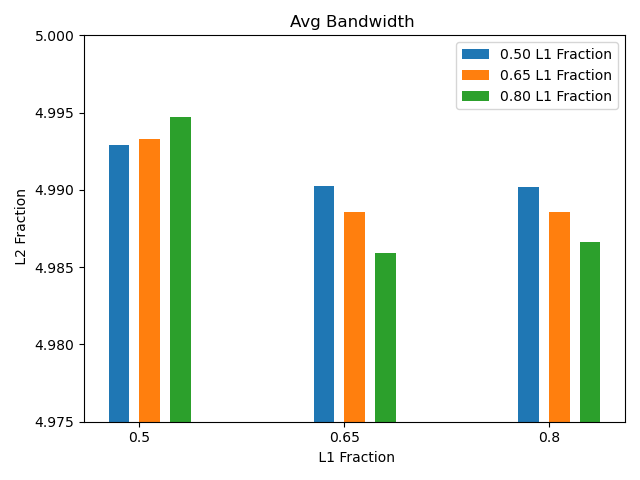 Avg Bandwidth
5.000
4.995
4.990
4.985
4.980
4.975
L2 Fraction
0.50 L1 Fraction
0.65 L1 Fraction
0.80 L1 Fraction
0.5
0.65
0.8
L1 Fraction